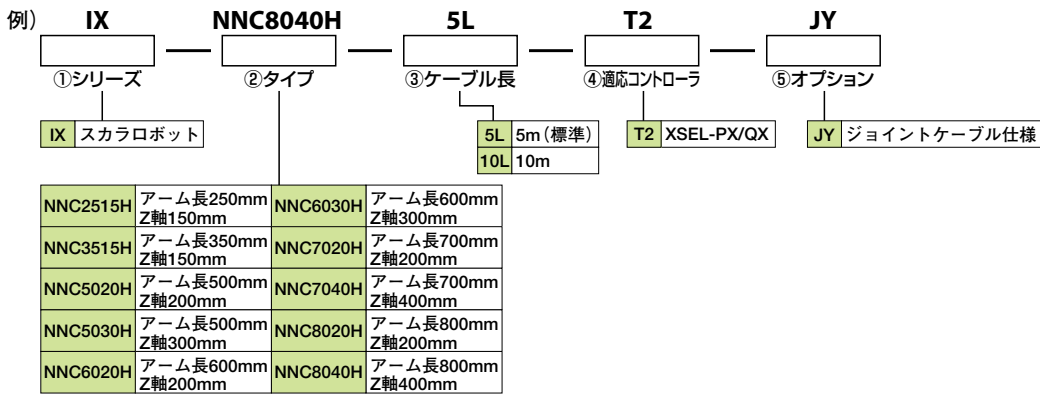 例) IX NNC8040H 5L T2 JY
①シリーズ ②タイプ ③ケーブル長 ④適応コントローラ ⑤オプション
IX スカラロボット
5L 5m(標準)
10L 10m
T2 XSEL-PX/QX
JY ジョイントケーブル仕様
NNC2515H アーム長250mm Z軸150mm NNC6030H アーム長600mm Z軸300mm
NNC3515H アーム長350mm Z軸150mm NNC7020H アーム長700mm Z軸200mm
NNC5020H アーム長500mm Z軸200mm NNC7040H アーム長700mm Z軸400mm
NNC5030H アーム長500mm Z軸300mm NNC8020H アーム長800mm Z軸200mm
NNC6020H アーム長600mm Z軸200mm NNC8040H アーム長800mm Z軸400mm